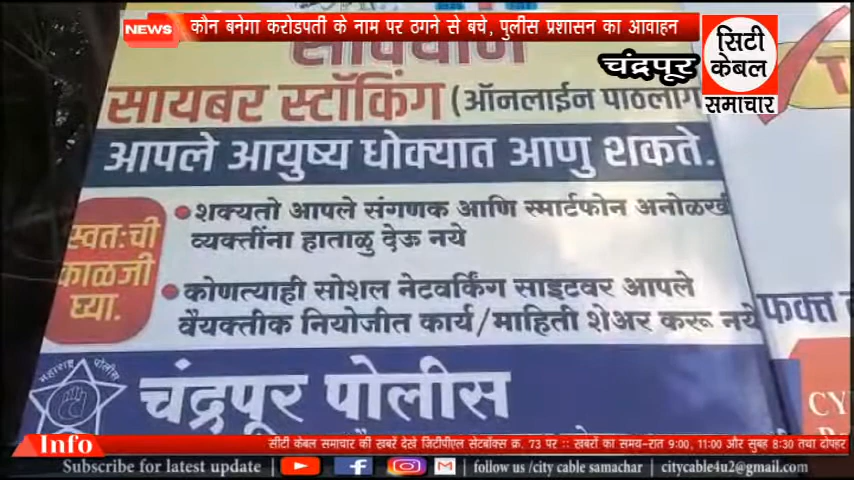 NEWS
कौन बनेगा करोडपती के नाम पर ठगने से बचे, पुलीस प्रशासन का आवाहन
चंद्रपूर
सिटी
केबल
समाचार
सावधान
सायबर स्टॉकिंग (ऑनलाईन पाठलाग
आपले आयुष्य धोक्यात आणु शकते.
स्वत:ची
काळजी
घ्या.
शक्यतो आपले संगणक आणि स्मार्टफोन अनोळखी
व्यक्तींना हाताळु देऊ नये
कोणत्याही सोशल नेटवर्किंग साइटवर आपले
वैयक्तीक नियोजीत कार्य/माहिती शेअर करू नये
फक्त
महाराष्ट्र पोलीस
चंद्रपूर पोलीस
CY
Info
सिटी केबल समाचार की खबरें देखे जिटीपीएल सेटबॉक्स क्र. 73 पर :: खबरों का समय-रात 9:00, 11:00 और सुबह 8:30 तथा दोपहर
Subscribe for latest update
follow us /city cable samachar
citycable4u2@gmail.com